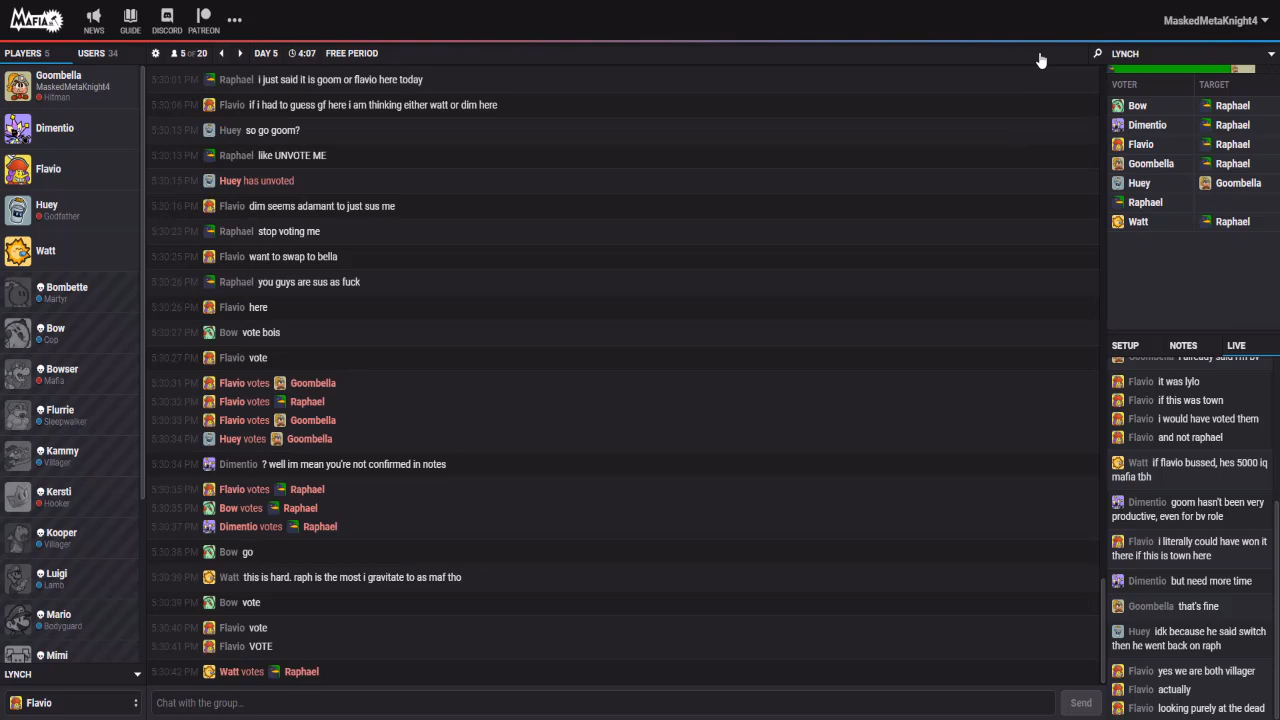 MAFIA.GG
NEWS
GUIDE
DISCORD
PATREON
MaskedMetaKnight4
PLAYERS 5
USERS 34
5 OF 20
DAY 5
4:07
FREE PERIOD
LYNCH
Goombella
MaskedMetaKnight4
Hitman
Dimentio
Flavio
Huey
Godfather
Watt
Bombette
Martyr
Bow
Cop
Bowser
Mafia
Flurrie
Sleepwalker
Kammy
Villager
Kersti
Hooker
Kooper
Villager
Luigi
Lamb
Mario
Bodyguard
Mimi
LYNCH
Flavio
5:30:01 PM Raphael i just said it is goom or flavio here today
5:30:06 PM Flavio if i had to guess gf here i am thinking either watt or dim here
5:30:13 PM Huey so go goom?
5:30:13 PM Raphael like UNVOTE ME
5:30:15 PM Huey has unvoted
5:30:16 PM Flavio dim seems adamant to just sus me
5:30:23 PM Raphael stop voting me
5:30:25 PM Flavio want to swap to bella
5:30:26 PM Raphael you guys are sus as fuck
5:30:26 PM Flavio here
5:30:27 PM Bow vote bois
5:30:27 PM Flavio vote
5:30:31 PM Flavio votes Goombella
5:30:32 PM Flavio votes Raphael
5:30:33 PM Flavio votes Goombella
5:30:34 PM Huey votes Goombella
5:30:34 PM Dimentio ? well im mean you're not confirmed in notes
5:30:35 PM Flavio votes Raphael
5:30:35 PM Bow votes Raphael
5:30:37 PM Dimentio votes Raphael
5:30:38 PM Bow go
5:30:39 PM Watt this is hard. raph is the most i gravitate to as maf tho
5:30:39 PM Bow vote
5:30:40 PM Flavio vote
5:30:41 PM Flavio VOTE
5:30:42 PM Watt votes Raphael
Chat with the group...
Send
VOTER TARGET
Bow Raphael
Dimentio Raphael
Flavio Raphael
Goombella Raphael
Huey Goombella
Raphael
Watt Raphael
SETUP NOTES LIVE
Goombella I already said I'm bv
Flavio it was lylo
Flavio if this was town
Flavio i would have voted them
Flavio and not raphael
Watt if flavio bussed, hes 5000 iq
mafia tbh
Dimentio goom hasn't been very
productive, even for bv role
Flavio i literally could have won it
there if this is town here
Dimentio but need more time
Goombella that's fine
Huey idk because he said switch
then he went back on raph
Flavio yes we are both villager
Flavio actually
Flavio looking purely at the dead